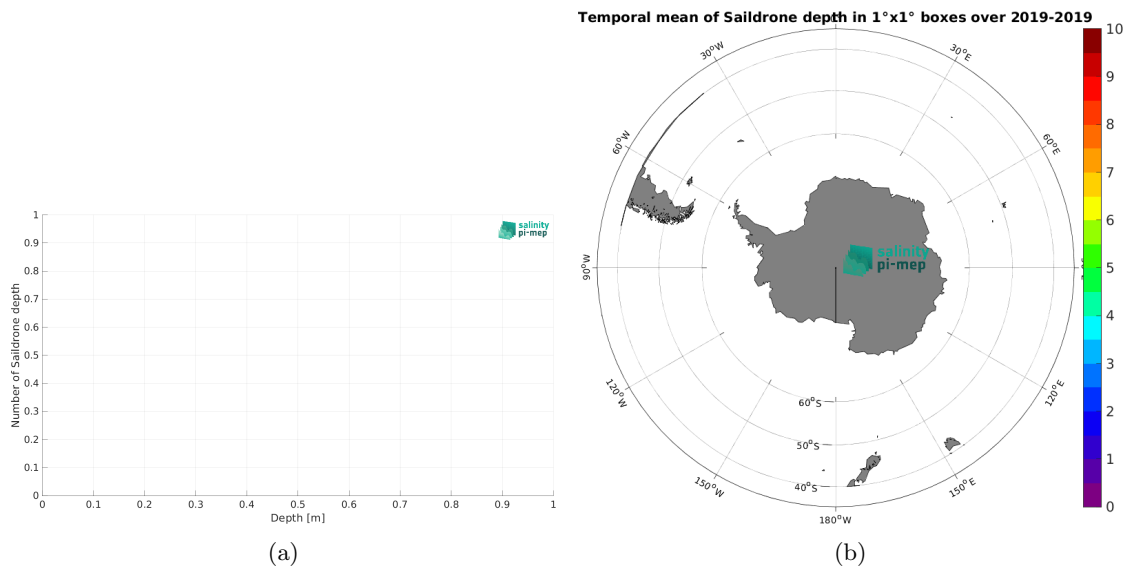 Temporal mean of Saildrone depth in 1°x1° boxes over 2019-2019
30°W
30°E
60°W
60°E
90°W
120°W
120°E
150°W
150°E
180°W
60°S
50°S
40°S
salinity
pi-mep
10
9
8
7
6
5
4
3
2
1
0
1
0.9
0.8
0.7
0.6
0.5
0.4
0.3
0.2
0.1
0
Number of Saildrone depth
salinity
pi-mep
0 0.1 0.2 0.3 0.4 0.5 0.6 0.7 0.8 0.9 1
Depth [m]
(a)
(b)